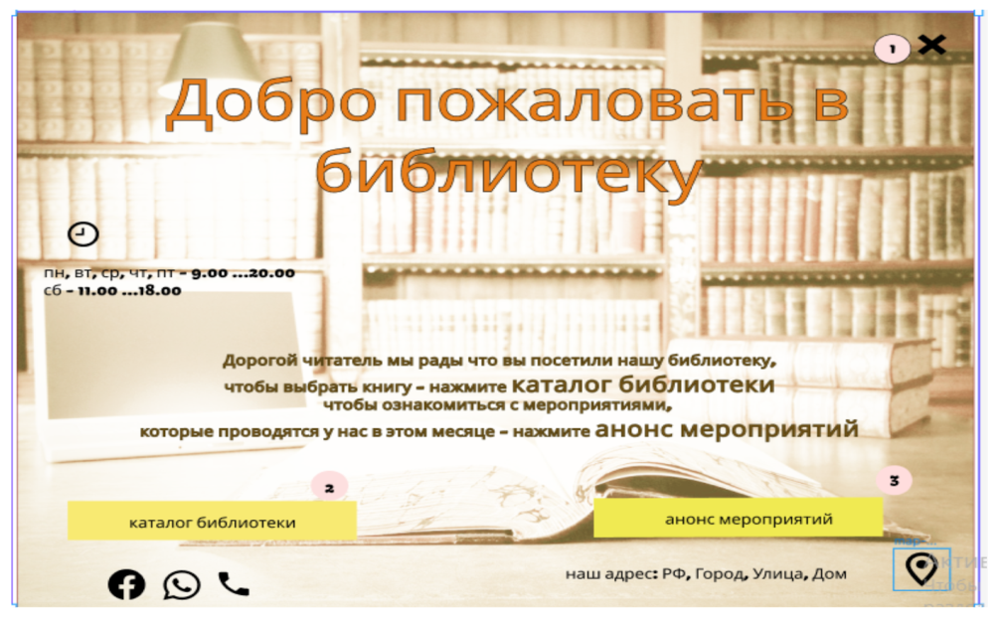 1
Добро пожаловать в
библиотеку
пн, вт, ср, чт, пт - 9.00 ...20.00
сб - 11.00 ...18.00
Дорогой читатель мы рады что вы посетили нашу библиотеку,
чтобы выбрать книгу - нажмите каталог библиотеки
чтобы ознакомиться с мероприятиями,
которые проводятся у нас в этом месяце - нажмите анонс мероприятий
2
3
каталог библиотеки
анонс мероприятий
наш адрес: РФ, Город, Улица, Дом